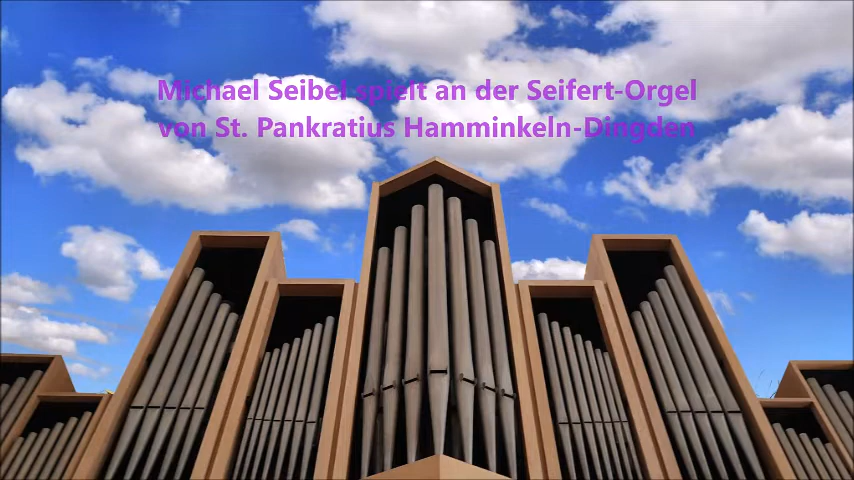 Michael Seibel spielt an der Seifert-Orgel
von St. Pankratius Hamminkeln-Dingden